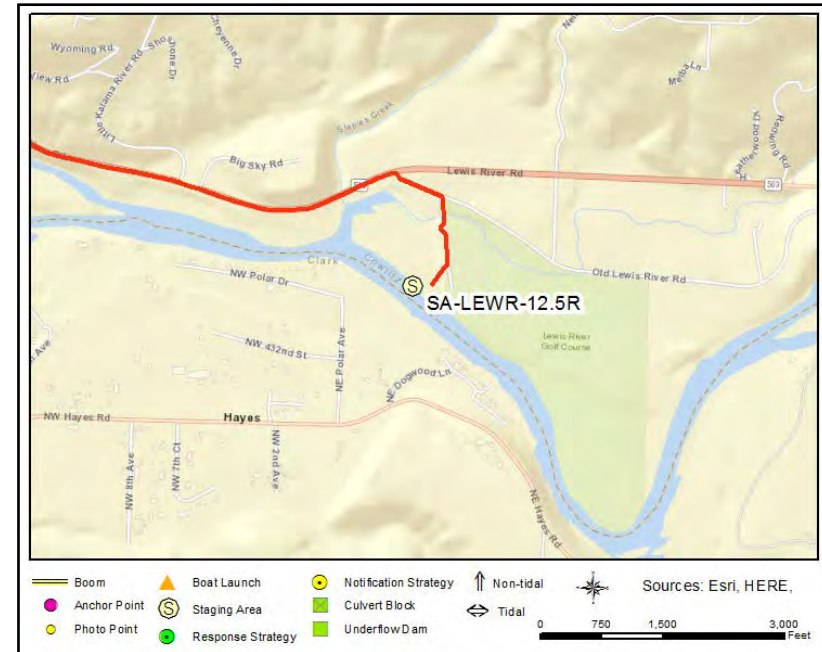 Wyoming Rd
Shoshone Dr
Cheyenne Dr
View Rd
Little Kalama River Rd
Staples Creek
Big Sky Rd
Lewis River Rd
503
Melba Ln
Redwing Rd
Old Lewis River Rd
Clark
Cowlitz
S
SA-LEWR-12.5R
NW Polar Dr
NW 432nd St
NE Polar Ave
NE Dogwood Ln
Lewis River
Golf Course
NW Hayes Rd
Hayes
NW 8th Ave
NW 7th Ct
NW 2nd Ave
NE Hayes Rd
Boom
Anchor Point
Photo Point
Boat Launch
S
Staging Area
Response Strategy
Notification Strategy
Culvert Block
Underflow Dam
Non-tidal
Tidal
Sources: Esri, HERE,
0 750 1,500 3,000
Feet